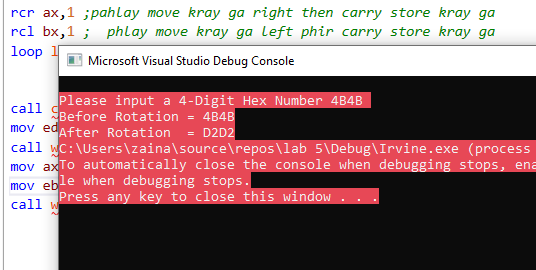 rcr ax,1 ;pahlay move kray ga right then carry store kray ga
rcl bx,1 ;  phlay move kray ga left phir carry store kray ga
loop l
Microsoft Visual Studio Debug Console
call c
mov ed
call w
mov ax
mov eb
call w
Please input a 4-Digit Hex Number 4B4B
Before Rotation = 4B4B
After Rotation  = D2D2
C:\Users\zaina\source\repos\lab 5\Debug\Irvine.exe (process
To automatically close the console when debugging stops, ena
le when debugging stops.
Press any key to close this window . . .